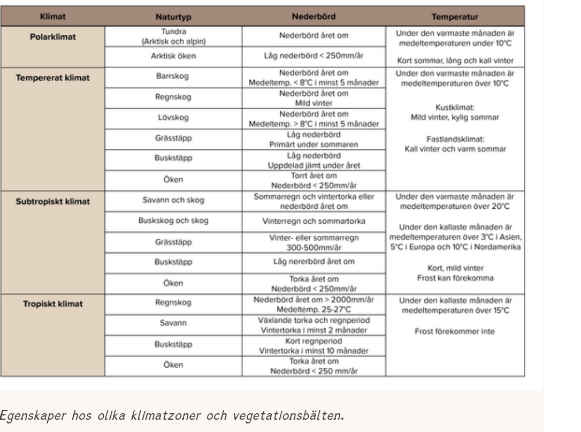 Klimat Naturtyp Nederbörd Temperatur
Polarklimat
Tundra
(Arktisk och alpin)
Nederbörd året om
Under den varmaste månaden är
medeltemperaturen under 10°C
Arktisk öken
Låg nederbörd < 250mm/år
Kort sommar, lång och kall vinter
Tempererat klimat
Barrskog
Nederbörd året om
Medeltemp. < 8°C i minst 5 månader
Under den varmaste månaden är
medeltemperaturen över 10°C
Regnskog
Nederbörd året om
Mild vinter
Kustklimat:
Mild vinter, kylig sommar
Lövskog
Nederbörd året om
Medeltemp. > 8°C i minst 5 månader
Grässtäpp
Låg nederbörd
Primärt under sommaren
Fastlandsklimat:
Kall vinter och varm sommar
Buskstäpp
Låg nederbörd
Uppdelad jämt under året
Öken
Torrt året om
Nederbörd < 250mm/år
Subtropiskt klimat
Savann och skog
Sommarregn och vintertorka eller
nederbörd året om
Under den varmaste månaden är
medeltemperaturen över 20°C
Buskskog och skog
Vinterregn och sommartorka
Under den kallaste månaden är
medeltemperaturen över 3°C i Asien,
5°C i Europa och 10°C i Nordamerika
Grässtäpp
Vinter- eller sommarregn
300-500mm/år
Buskstäpp
Låg nererbörd året om
Kort, mild vinter
Frost kan förekomma
Öken
Torka året om
Nederbörd < 250mm/år
Tropiskt klimat
Regnskog
Nederbörd året om > 2000mm/år
Medeltemp. 25-27°C
Under den kallaste månaden är
medeltemperaturen över 15°C
Savann
Växlande torka och regnperiod
Vintertorka i minst 2 månader
Frost förekommer inte
Buskstäpp
Kort regnperiod
Vintertorka i minst 10 månader
Öken
Torka året om
Nederbörd < 250 mm/år
Egenskaper hos olika klimatzoner och vegetationsbälten.